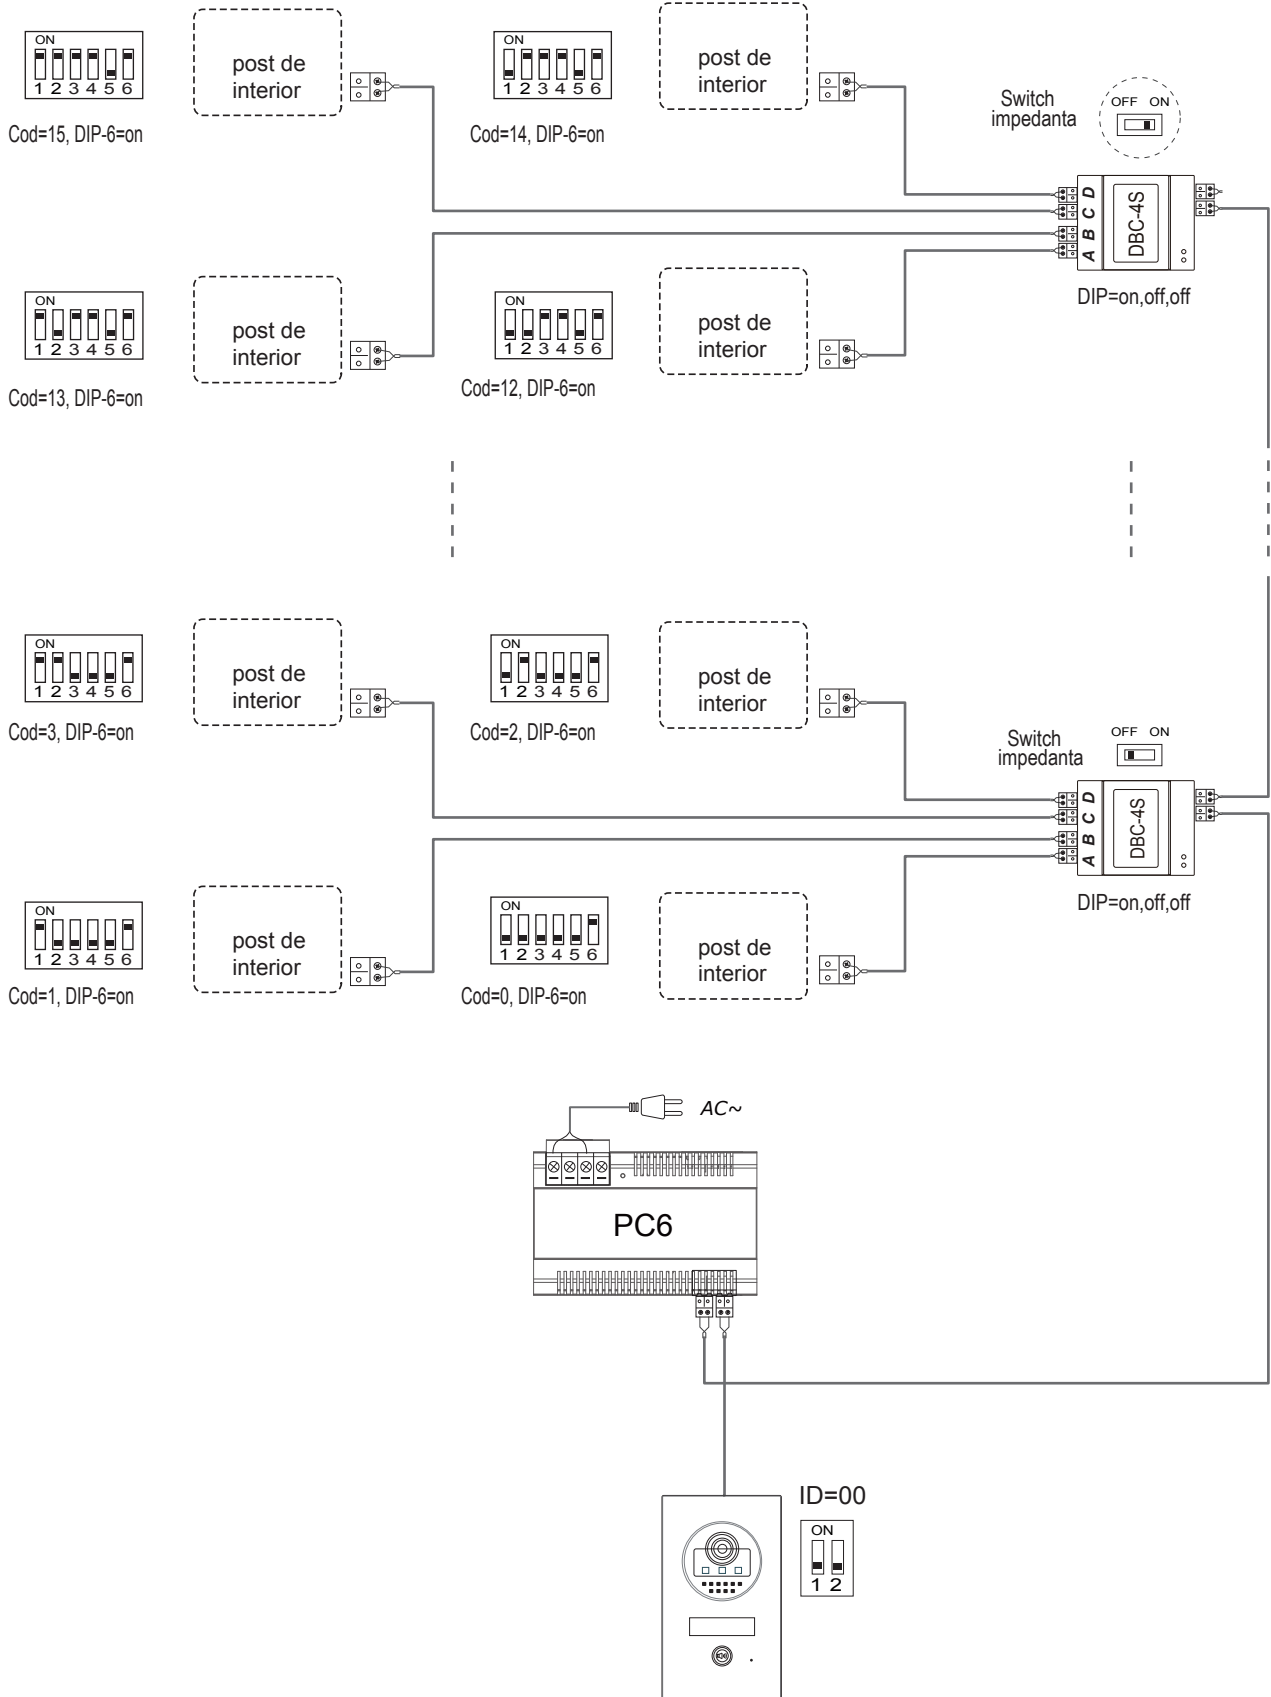 ON
1 2 3 4 5 6
Cod=15, DIP-6=on
post de
interior
ON
1 2 3 4 5 6
Cod=14, DIP-6=on
post de
interior
Switch
impedanta
OFF ON
A B C D
DBC-4S
DIP=on,off,off
ON
1 2 3 4 5 6
Cod=13, DIP-6=on
post de
interior
ON
1 2 3 4 5 6
Cod=12, DIP-6=on
post de
interior
ON
1 2 3 4 5 6
Cod=3, DIP-6=on
post de
interior
ON
1 2 3 4 5 6
Cod=2, DIP-6=on
post de
interior
Switch
impedanta
OFF ON
A B C D
DBC-4S
DIP=on,off,off
ON
1 2 3 4 5 6
Cod=1, DIP-6=on
post de
interior
ON
1 2 3 4 5 6
Cod=0, DIP-6=on
post de
interior
AC~
PC6
ID=00
ON
1 2